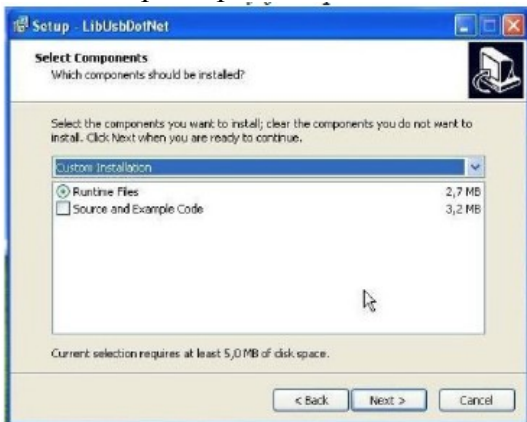 Setup - LibUsbDotNet
Select Components
Which components should be installed?
Select the components you want to install; clear the components you do not want to
install. Click Next when you are ready to continue.
Custom Installation
Runtime Files 2,7 MB
Source and Example Code 3,2 MB
Current selection requires at least 5,0 MB of disk space.
< Back Next > Cancel